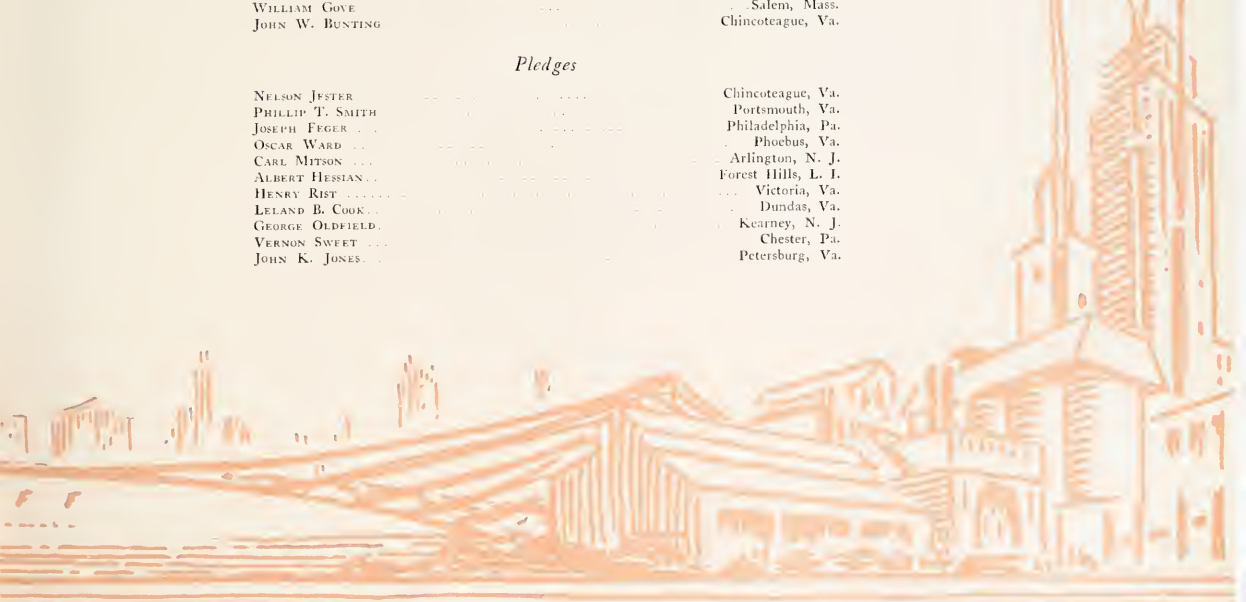 William Gove ... Salem, Mass.
John W. Bunting Chincoteague, Va.
Pledges
Nelson Jester Chincoteague, Va.
Phillip T. Smith Portsmouth, Va.
Joseph Feger Philadelphia, Pa.
Oscar Ward Phoebus, Va.
Carl Mitson Arlington, N. J.
Albert Hessian Forest Hills, L. I.
Henry Rist Victoria, Va.
Leland B. Cook Dundas, Va.
George Oldfield Kearney, N. J.
Vernon Sweet Chester, Pa.
John K. Jones Petersburg, Va.